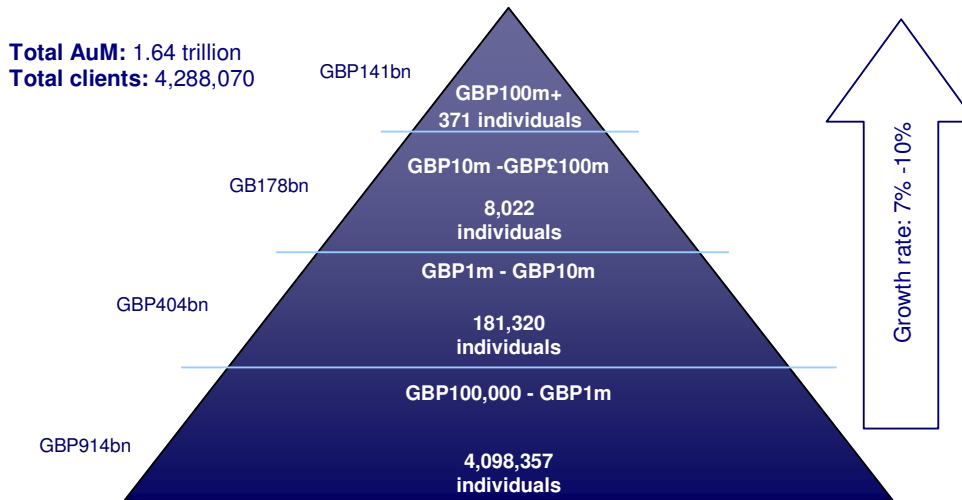 Total AuM: 1.64 trillion
Total clients: 4,288,070
GBP141bn
GBP100m+
371 individuals
GB178bn
GBP10m -GBP£100m
8,022
individuals
GBP404bn
GBP1m - GBP10m
181,320
individuals
GBP914bn
GBP100,000 - GBP1m
4,098,357
individuals
Growth rate: 7% -10%